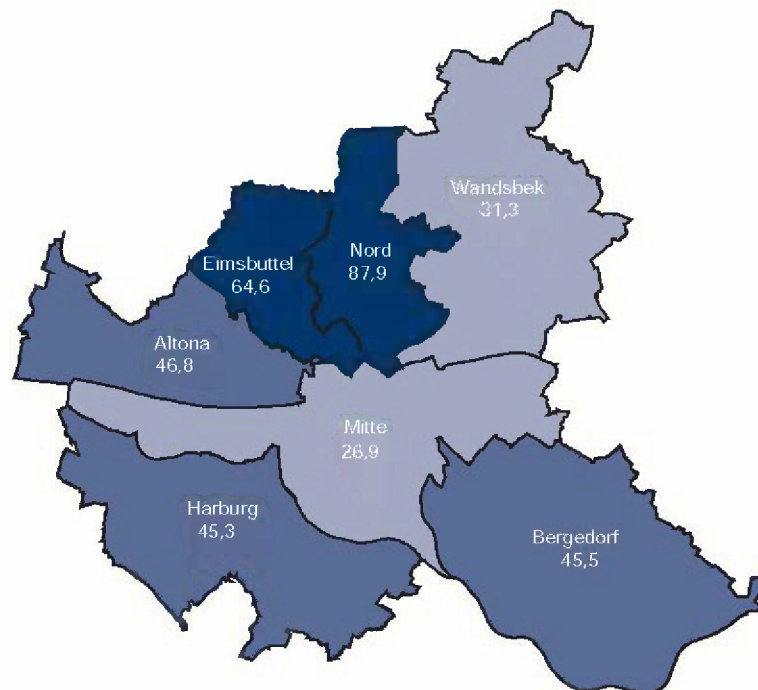 Wandsbek
31,3
Nord
87,9
Eimsbuttel
64,6
Altona
46,8
Mitte
26,9
Harburg
45,3
Bergedorf
45,5